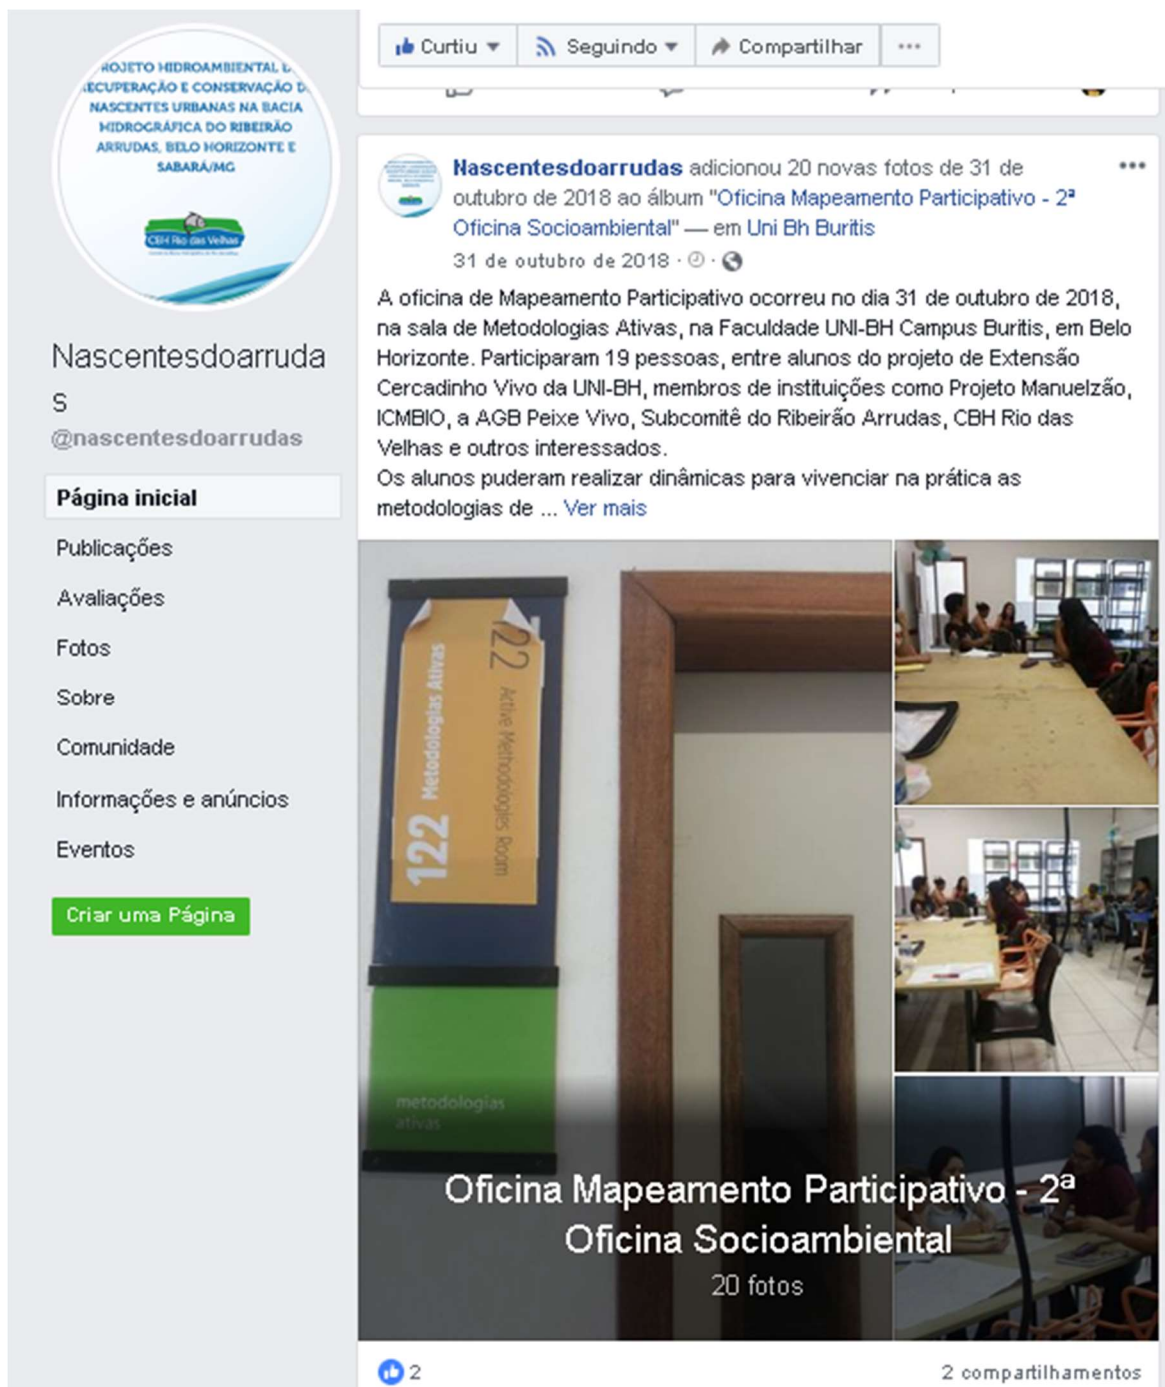 ROJETO HIDROAMBIENTAL D
ECUPERAÇÃO E CONSERVAÇÃO D
NASCENTES URBANAS NA BACIA
HIDROGRÁFICA DO RIBEIRÃO
ARRUDAS, BELO HORIZONTE E
SABARÁ/MG
CBH Rio das Velhas
Nascentesdoarruda
s
@nascentesdoarrudas
Página inicial
Publicações
Avaliações
Fotos
Sobre
Comunidade
Informações e anúncios
Eventos
Criar uma Página
Curtiu Seguindo Compartilhar ...
Nascentesdoarrudas adicionou 20 novas fotos de 31 de
outubro de 2018 ao álbum "Oficina Mapeamento Participativo - 2ª
Oficina Socioambiental" — em Uni Bh Buritis
31 de outubro de 2018 ·
A oficina de Mapeamento Participativo ocorreu no dia 31 de outubro de 2018,
na sala de Metodologias Ativas, na Faculdade UNI-BH Campus Buritis, em Belo
Horizonte. Participaram 19 pessoas, entre alunos do projeto de Extensão
Cercadinho Vivo da UNI-BH, membros de instituições como Projeto Manuelzão,
ICMBIO, a AGB Peixe Vivo, Subcomitê do Ribeirão Arrudas, CBH Rio das
Velhas e outros interessados.
Os alunos puderam realizar dinâmicas para vivenciar na prática as
metodologias de ... Ver mais
122 Metodologias Ativas
22 Active Methodologies Room
metodologias
ativas
Oficina Mapeamento Participativo - 2ª
Oficina Socioambiental
20 fotos
2
2 compartilhamentos